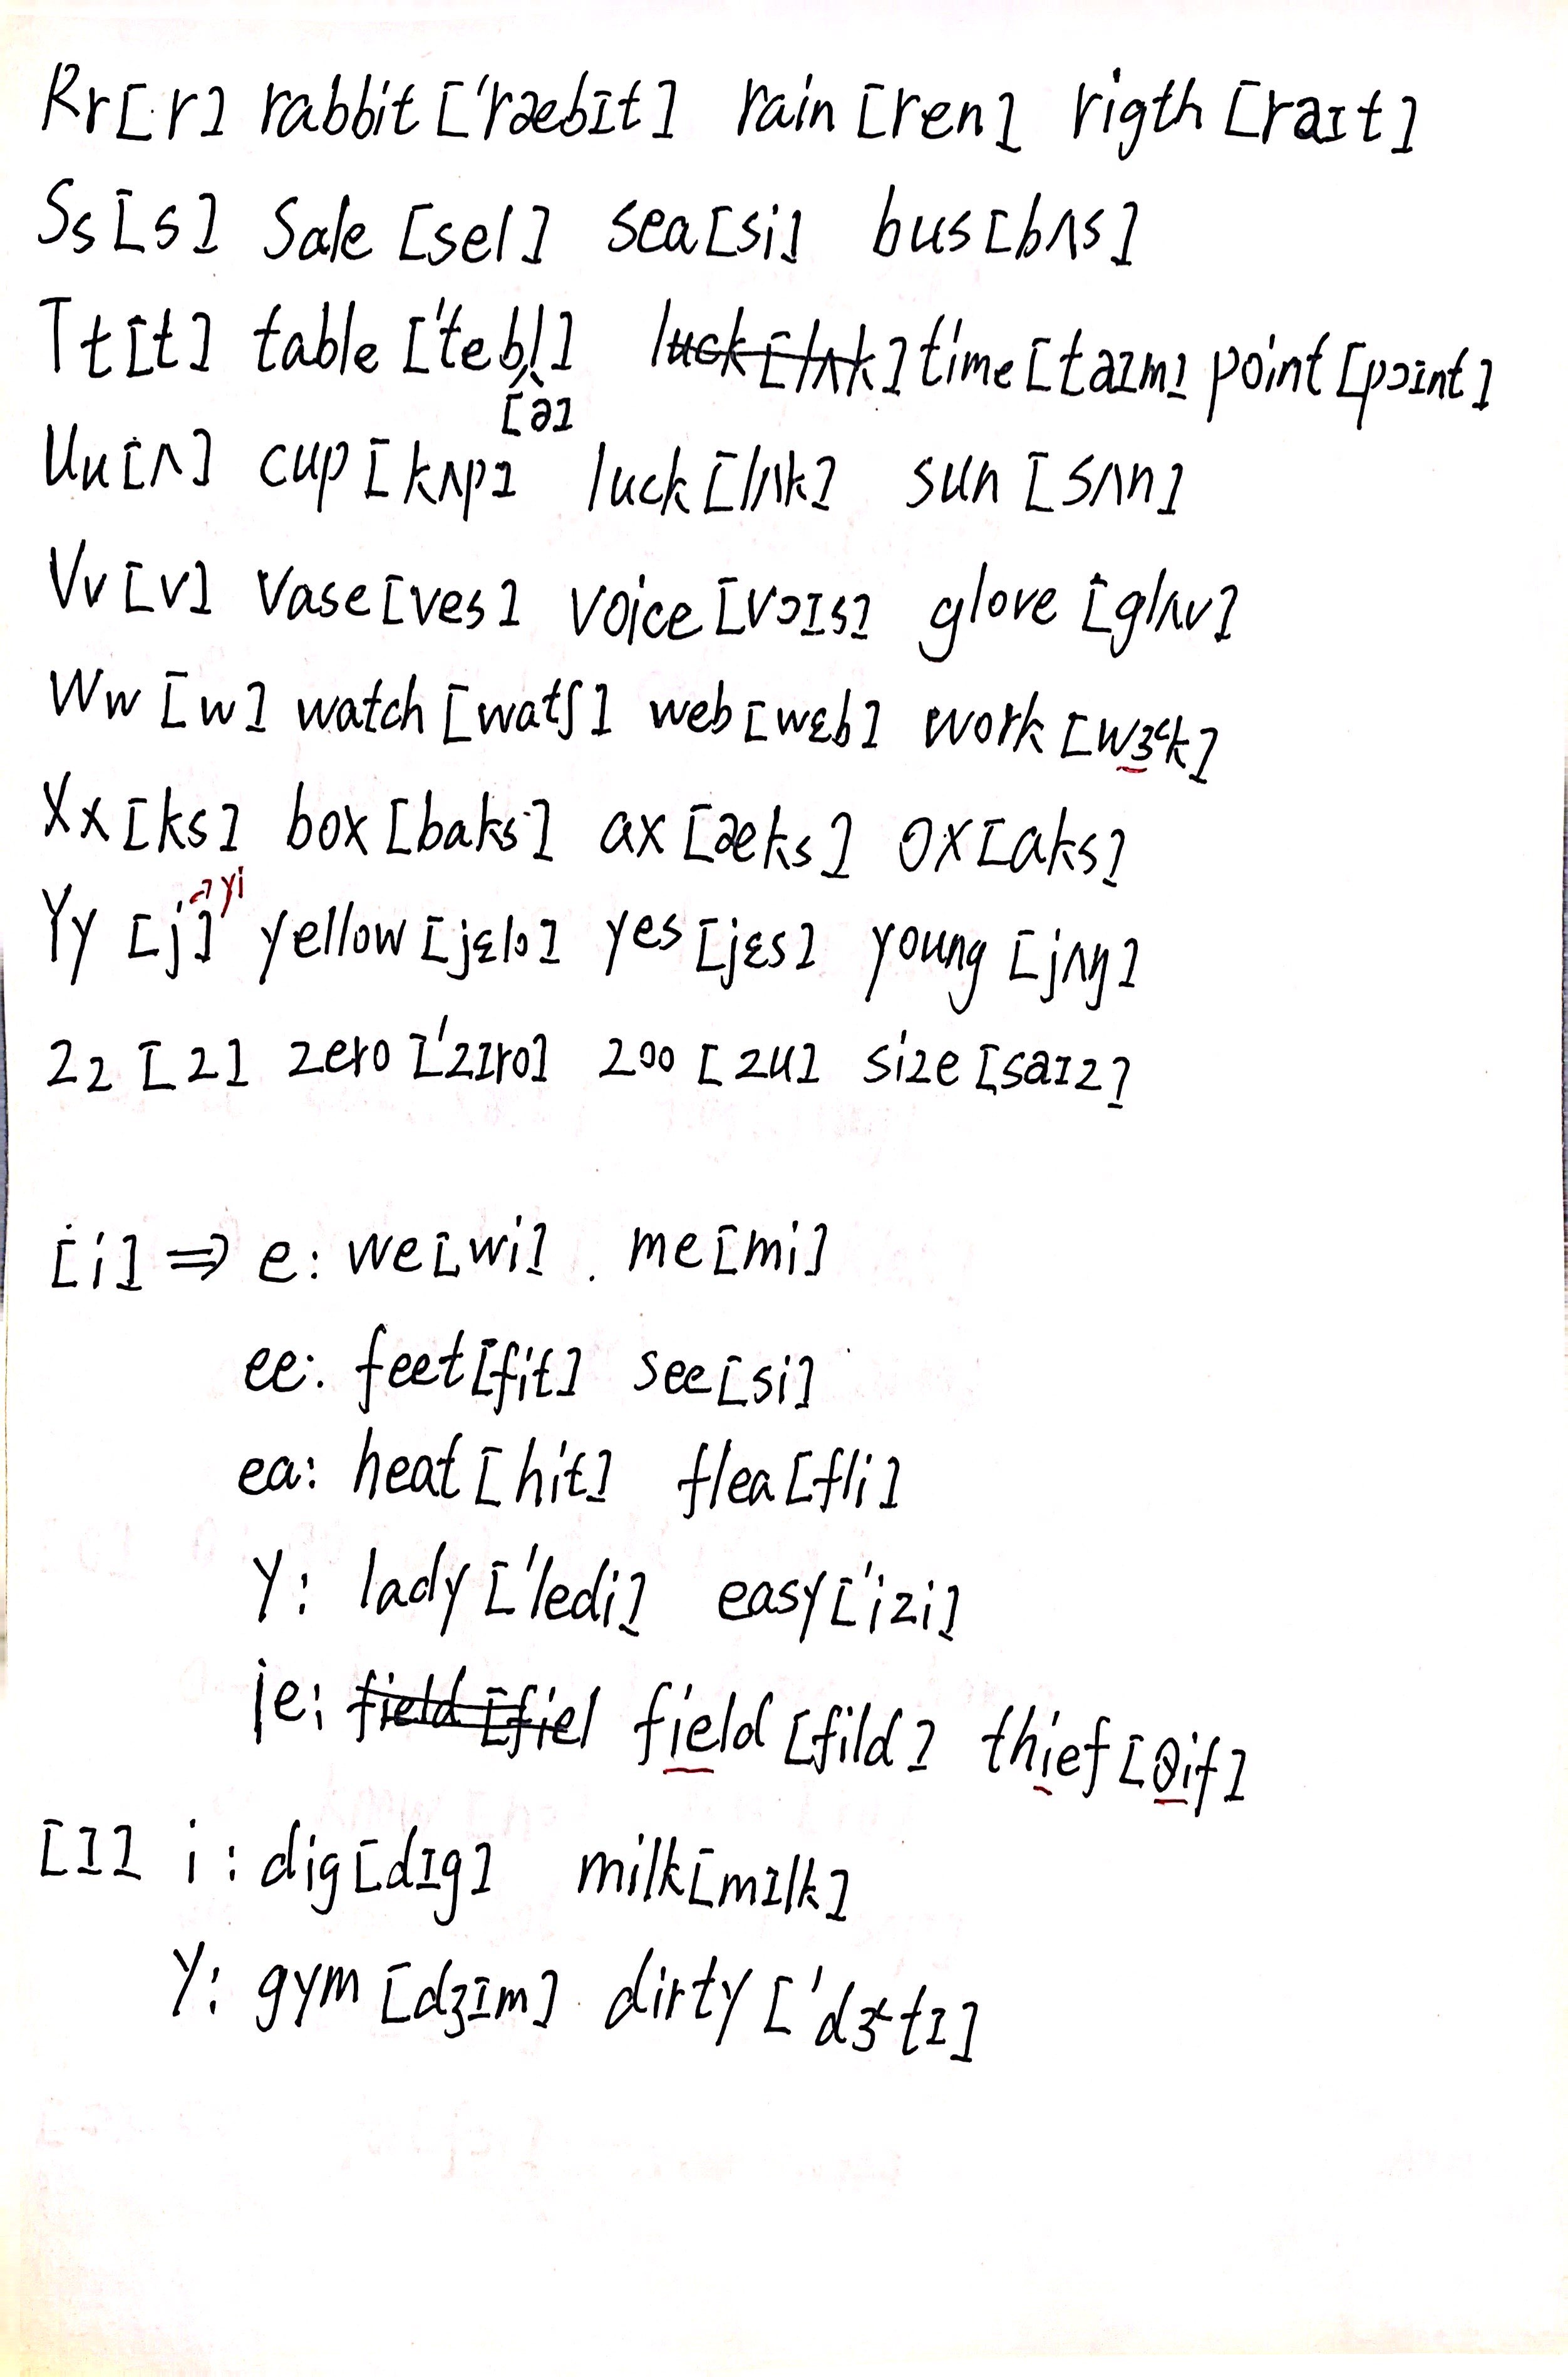 Rr[r] rabbit ['ræbɪt] rain [ren] rigth [raɪt]
Ss[s] Sale [sel] sea[si] bus[bʌs]
Tt[t] table ['tebl] luck [lʌk] time [taɪm] point [pɔɪnt]
[ə]
Uu[ʌ] cup [kʌp] luck [lʌk] sun [sʌn]
Vv[v] Vase[ves] voice [vɔɪs] glove [glʌv]
Ww [w] watch [watʃ] web [wɛb] work [wɝk]
Xx [ks] box [baks] ax [æks] ox[aks]
yi
Yy [j] yellow [jɛlo] yes [jɛs] young [jʌŋ]
Zz [z] zero ['zɪro] zoo [zu] size [saɪz]
[i] ⇒ e: we[wi]. me[mi]
ee: feet[fit] see[si]
ea: heat [hit] flea[fli]
Y: lady ['ledi] easy['izi]
ie: field [fiel field [fild] thief [θif]
[ɪ] i: dig[dɪg] milk[mɪlk]
Y: gym [dʒɪm] dirty ['dɝtɪ]